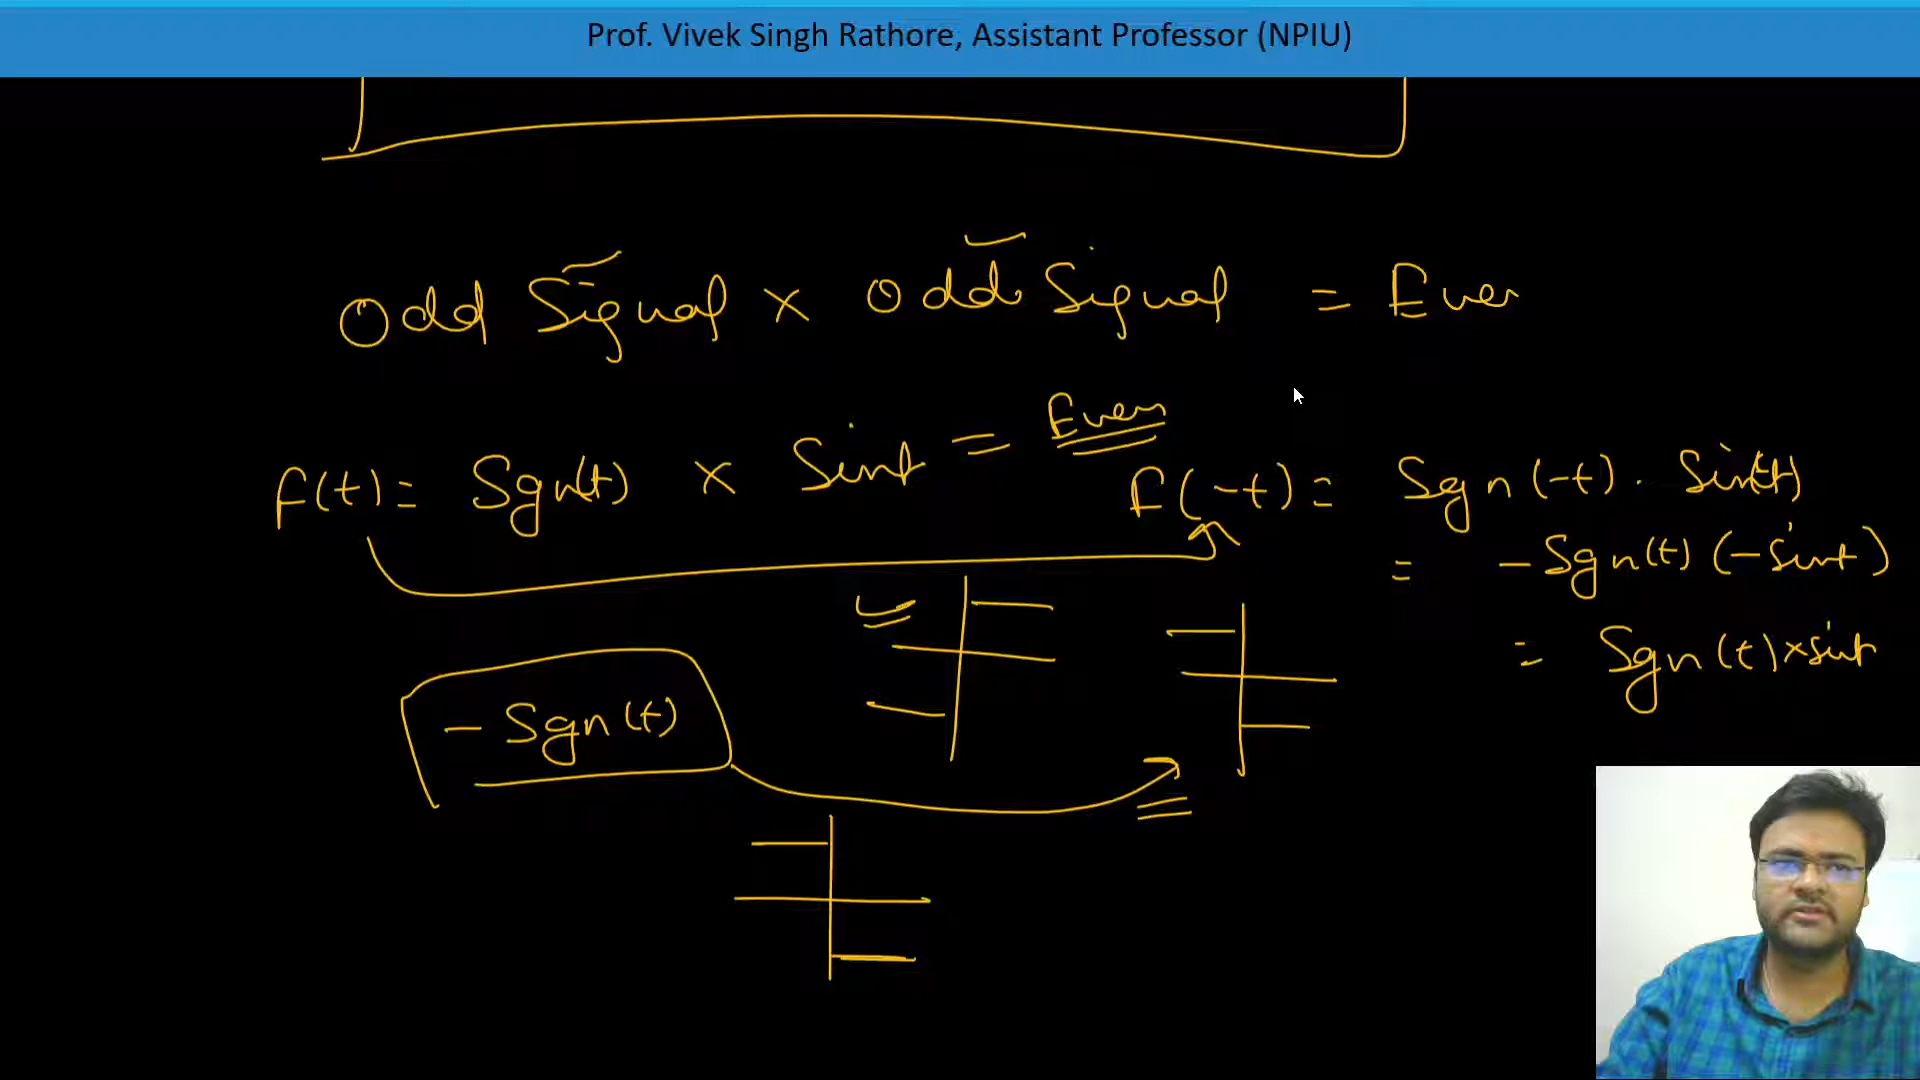 Prof. Vivek Singh Rathore, Assistant Professor (NPIU)
Odd Signal × Odd Signal = Even
f(t) = Sgn(t) × Sint = Even
f(-t) = Sgn(-t) . Sin(-t)
= -Sgn(t) (-Sint)
= Sgn(t) × sint
- Sgn(t)